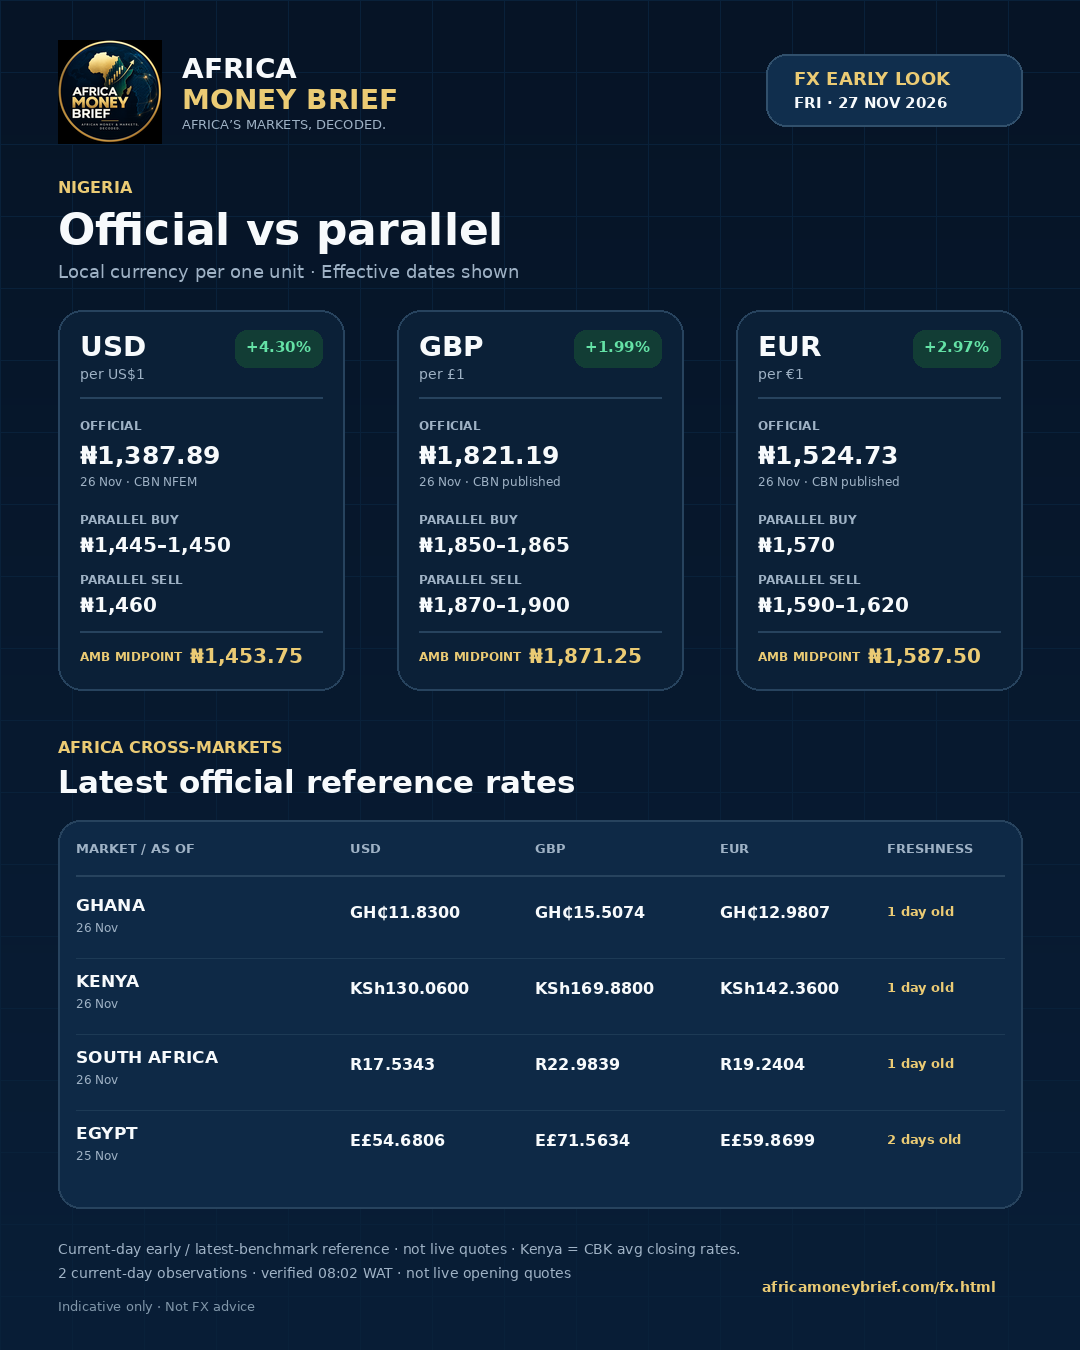 AFRICA
MONEY
BRIEF
AFRICAN MONEY & MARKETS
DECODED
AFRICA
MONEY BRIEF
AFRICA’S MARKETS, DECODED.
FX EARLY LOOK
FRI · 27 NOV 2026
NIGERIA
Official vs parallel
Local currency per one unit · Effective dates shown
USD
+4.30%
per US$1
OFFICIAL
₦1,387.89
26 Nov · CBN NFEM
PARALLEL BUY
₦1,445–1,450
PARALLEL SELL
₦1,460
AMB MIDPOINT ₦1,453.75
GBP
+1.99%
per £1
OFFICIAL
₦1,821.19
26 Nov · CBN published
PARALLEL BUY
₦1,850–1,865
PARALLEL SELL
₦1,870–1,900
AMB MIDPOINT ₦1,871.25
EUR
+2.97%
per €1
OFFICIAL
₦1,524.73
26 Nov · CBN published
PARALLEL BUY
₦1,570
PARALLEL SELL
₦1,590–1,620
AMB MIDPOINT ₦1,587.50
AFRICA CROSS-MARKETS
Latest official reference rates
MARKET / AS OF USD GBP EUR FRESHNESS
GHANA
26 Nov
GH₵11.8300 GH₵15.5074 GH₵12.9807 1 day old
KENYA
26 Nov
KSh130.0600 KSh169.8800 KSh142.3600 1 day old
SOUTH AFRICA
26 Nov
R17.5343 R22.9839 R19.2404 1 day old
EGYPT
25 Nov
E£54.6806 E£71.5634 E£59.8699 2 days old
Current-day early / latest-benchmark reference · not live quotes · Kenya = CBK avg closing rates.
2 current-day observations · verified 08:02 WAT · not live opening quotes
africamoneybrief.com/fx.html
Indicative only · Not FX advice